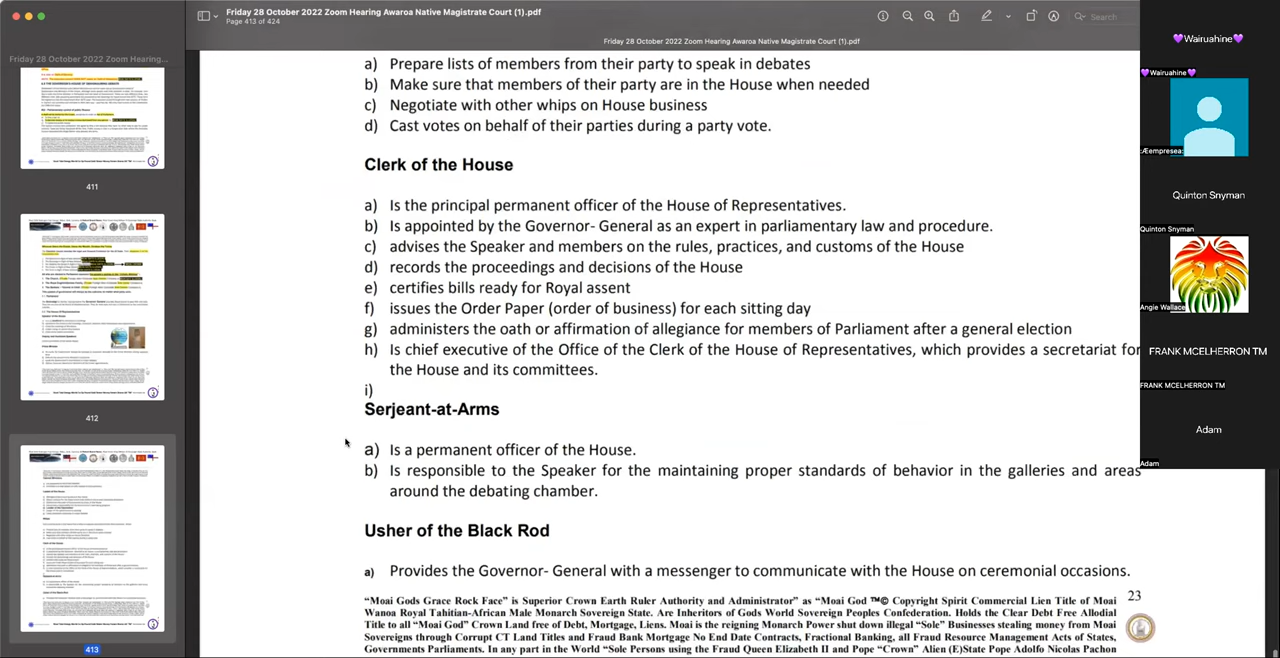 Friday 28 October 2022 Zoom Hearing Awaroa Native Magistrate Court (1).pdf
Page 413 of 424
Search
Friday 28 October 2022 Zoom Hearing Awaroa Native Magistrate Court (1).pdf
Friday 28 October 2022 Zoom Hearing...
411
412
413
a) Prepare lists of members from their party to speak in debates
b) Make sure that members of their party are in the House when needed
c) Negotiate with other whips on House business
d) Cast votes on behalf of their parties during a party vote.
Clerk of the House
a) Is the principal permanent officer of the House of Representatives.
b) Is appointed by the Governor- General as an expert in parliamentary law and procedure.
c) advises the Speaker and members on the rules, practices, and customs of the House
d) records the proceedings and decisions of the House
e) certifies bills ready for Royal assent
f) issues the Order Paper (order of business) for each sitting day
g) administers the oath or affirmation of allegiance for members of Parliament after a general election
h) is chief executive of the Office of the Clerk of the House of Representatives, which provides a secretariat for
the House and its committees.
i)
Serjeant-at-Arms
a) Is a permanent officer of the House.
b) Is responsible to the Speaker for the maintaining proper standards of behavior in the galleries and areas
around the debating chamber.
Usher of the Black Rod
a) Provides the Governor- General with a messenger to communicate with the House on ceremonial occasions.
23
“Moai Gods Grace Rocksface” is superior Crown Earth Ruler Authority and Administrator” as “Moai God ™© Copyright Spirit Commercial Lien Title of Moai
Wanoa Royal Tahitian-African Male Monarch Sovereign State. Are Inheritors of Gods World Sovereign Peoples Confederation. Holds the Clear Debt Free Allodial
Title to all “Moai God” Crown Land free of Debt, Mortgage, Liens. Moai is the reigning Monarch Power shut down illegal “Sole” Businesses stealing money from Moai
Sovereigns through Corrupt CT Land Titles and Fraud Bank Mortgage No End Date Contracts, Fractional Banking, all Fraud Resource Management Acts of States,
Governments Parliaments. In any part in the World “Sole Persons using the Fraud Queen Elizabeth II and Pope “Crown” Alien (E)State Pope Adolfo Nicolas Pachon
💜Wairuahine💜
💜Wairuahine💜
:Æempresea:
Quinton Snyman
Quinton Snyman
Angie Wallace
FRANK MCELHERRON TM
FRANK MCELHERRON TM
Adam
Adam